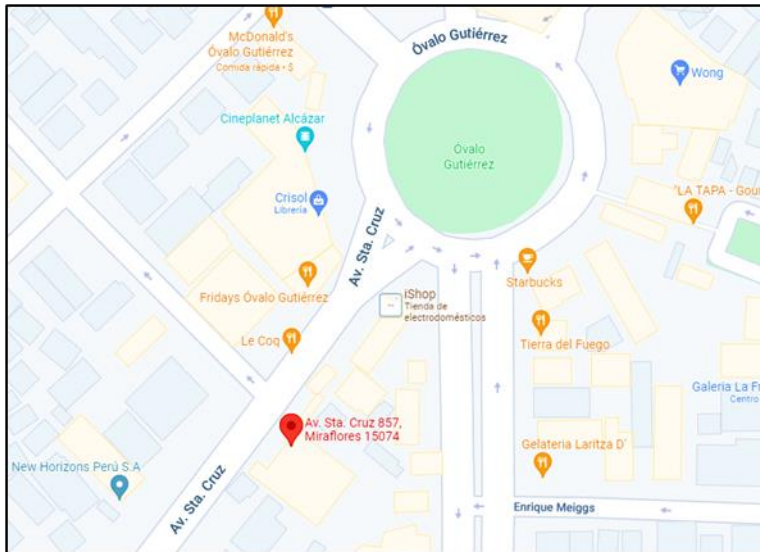 McDonald's
Óvalo Gutiérrez
Comida rápida • $
Óvalo Gutiérrez
Wong
Cineplanet Alcázar
Óvalo
Gutiérrez
Crisol
Librería
'LA TAPA - Gour
Av. Sta. Cruz
Fridays Óvalo Gutiérrez
Starbucks
iShop
Tienda de
electrodomésticos
Le Coq
Tierra del Fuego
Galeria La Fr
Centro
Av. Sta. Cruz 857,
Miraflores 15074
Gelateria Laritza D'
New Horizons Perú S.A
Av. Sta. Cruz
Enrique Meiggs